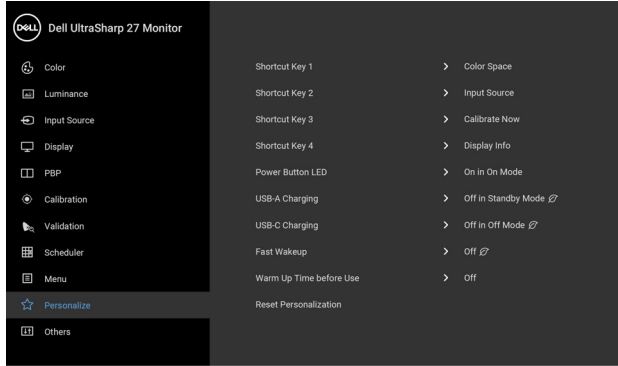 DELL Dell UltraSharp 27 Monitor
Color
Luminance
Input Source
Display
PBP
Calibration
Validation
Scheduler
Menu
Personalize
Others
Shortcut Key 1 > Color Space
Shortcut Key 2 > Input Source
Shortcut Key 3 > Calibrate Now
Shortcut Key 4 > Display Info
Power Button LED > On in On Mode
USB-A Charging > Off in Standby Mode
USB-C Charging > Off in Off Mode
Fast Wakeup > Off
Warm Up Time before Use > Off
Reset Personalization